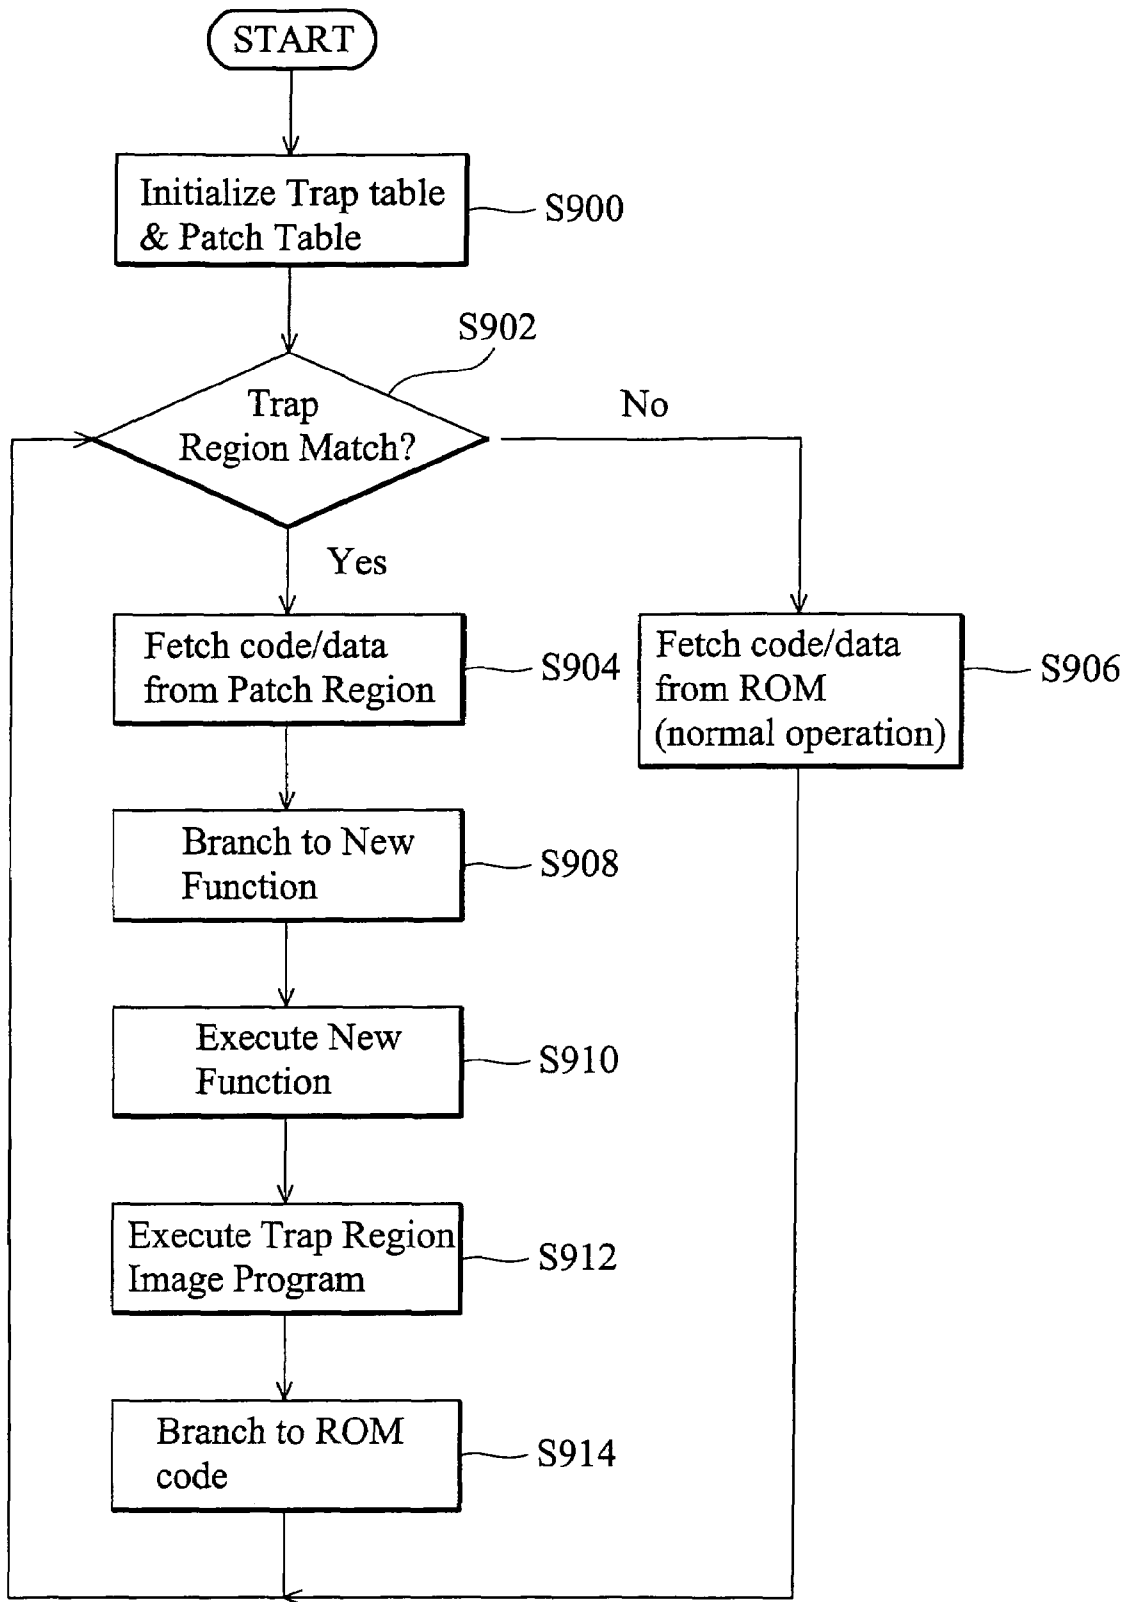 START
Initialize Trap table
& Patch Table
S900
S902
Trap
Region Match?
No
Yes
Fetch code/data
from Patch Region
S904
Fetch code/data
from ROM
(normal operation)
S906
Branch to New
Function
S908
Execute New
Function
S910
Execute Trap Region
Image Program
S912
Branch to ROM
code
S914